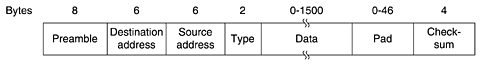 Bytes 8 6 6 2 0-1500 0-46 4
Preamble Destination address Source address Type Data Pad Check-sum